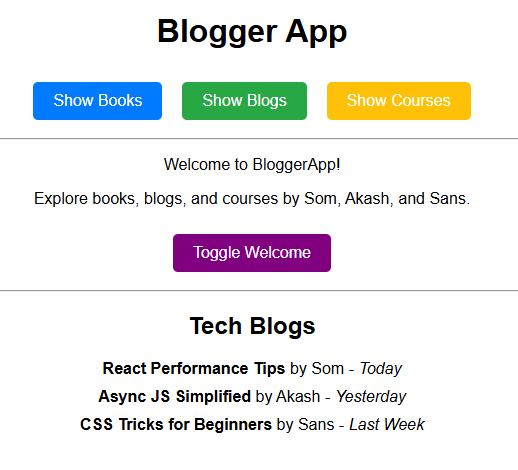 Blogger App
Show Books Show Blogs Show Courses
Welcome to BloggerApp!
Explore books, blogs, and courses by Som, Akash, and Sans.
Toggle Welcome
Tech Blogs
React Performance Tips by Som - Today
Async JS Simplified by Akash - Yesterday
CSS Tricks for Beginners by Sans - Last Week